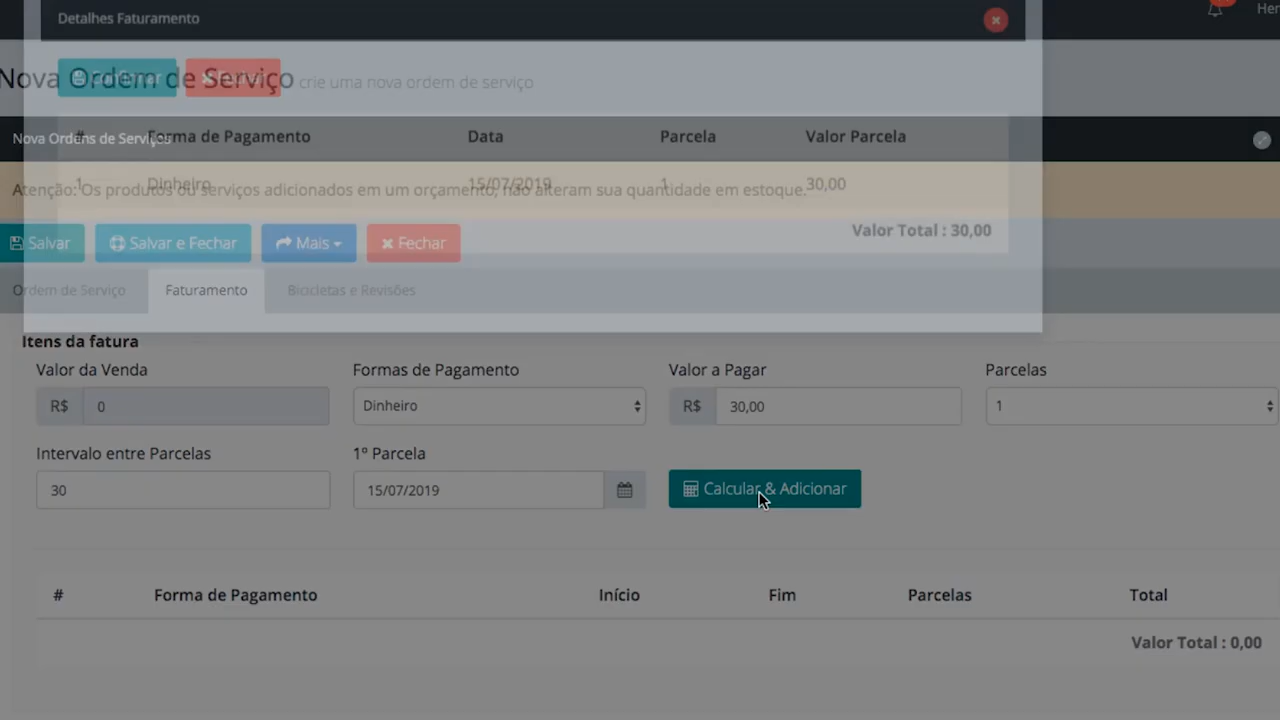 Detalhes Faturamento
Her
Confirmar Fechar
Nova Ordem de Serviço crie uma nova ordem de serviço
# Forma de Pagamento Data Parcela Valor Parcela
Nova Ordans de Serviços
1 Dinheiro 15/07/2019 1 30,00
Atenção: Os produtos ou serviços adicionados em um orçamento, não alteram sua quantidade em estoque.
Valor Total : 30,00
Salvar Salvar e Fechar Mais Fechar
Ordem de Serviço Faturamento Bicicletas e Revisões
Itens da fatura
Valor da Venda Formas de Pagamento Valor a Pagar Parcelas
R$ 0 Dinheiro R$ 30,00 1
Intervalo entre Parcelas 1º Parcela
30 15/07/2019 Calcular & Adicionar
# Forma de Pagamento Início Fim Parcelas Total
Valor Total : 0,00